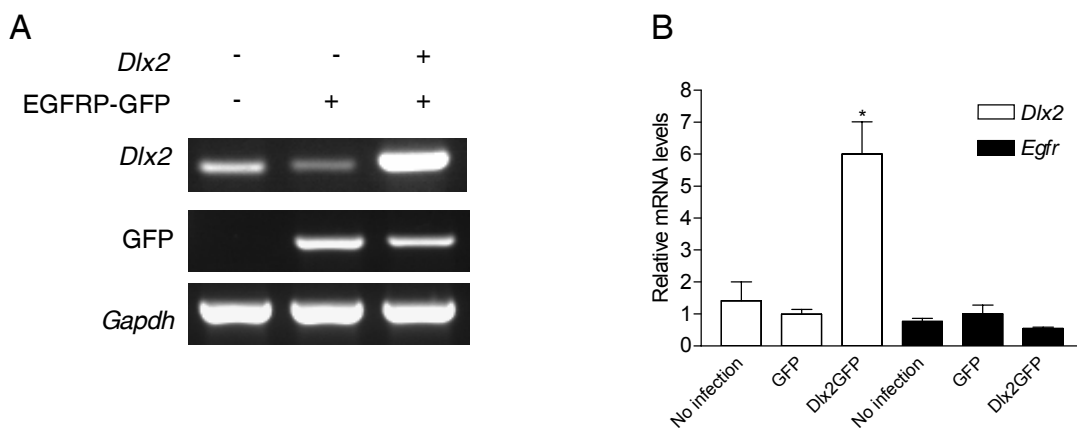 A
Dlx2 - - +
EGFRP-GFP - + +
Dlx2
GFP
Gapdh
B
Relative mRNA levels
8
7
6
5
4
3
2
1
0
*
Dlx2
Egfr
No infection
GFP
Dlx2GFP
No infection
GFP
Dlx2GFP